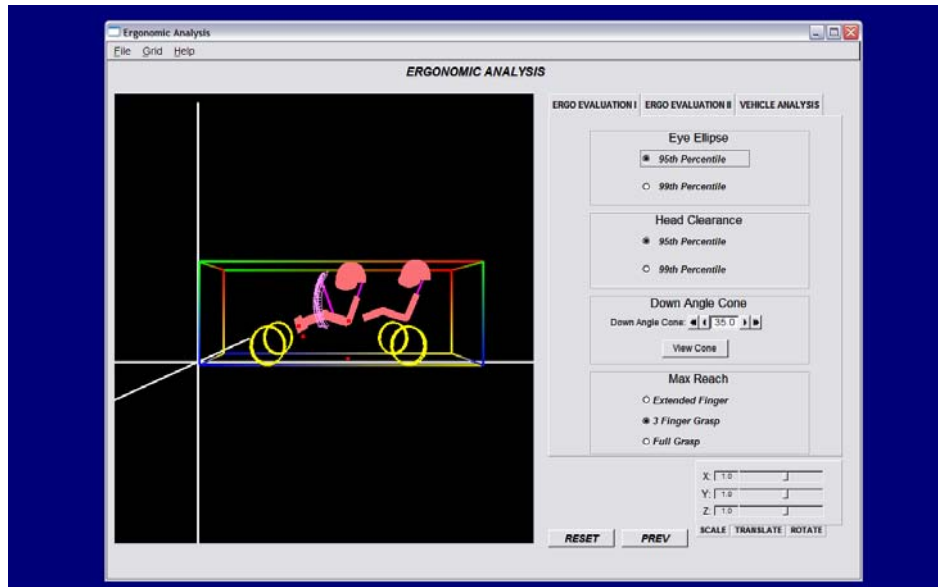 Ergonomic Analysis
File Grid Help
ERGONOMIC ANALYSIS
ERGO EVALUATION I ERGO EVALUATION II VEHICLE ANALYSIS
Eye Ellipse
95th Percentile
99th Percentile
Head Clearance
95th Percentile
99th Percentile
Down Angle Cone
Down Angle Cone: 35.0
View Cone
Max Reach
Extended Finger
3 Finger Grasp
Full Grasp
X: 1.0
Y: 1.0
Z: 1.0
SCALE TRANSLATE ROTATE
RESET PREV